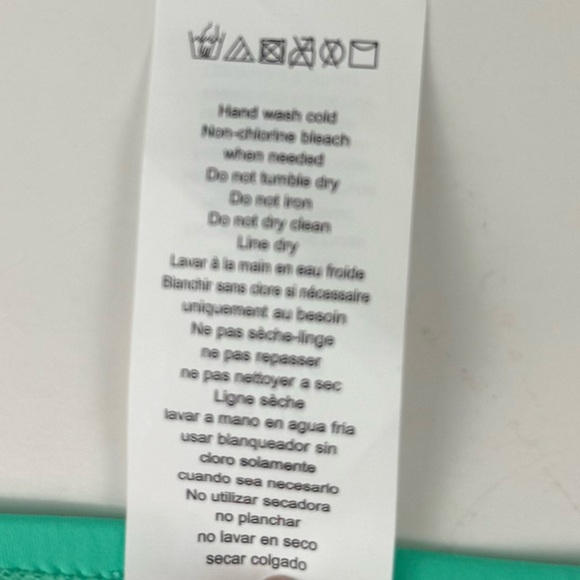 Hand wash cold
Non-chlorine bleach
when needed
Do not tumble dry
Do not iron
Do not dry clean
Line dry
Lavar à la main en eau froide
Blanchir sans clore si nécessaire
uniquement au besoin
Ne pas sèche-linge
ne pas repasser
ne pas nettoyer a sec
Ligne sèche
lavar a mano en agua fria
usar blanqueador sin
cloro solamente
cuando sea necesario
No utilizar secadora
no planchar
no lavar en seco
secar colgado